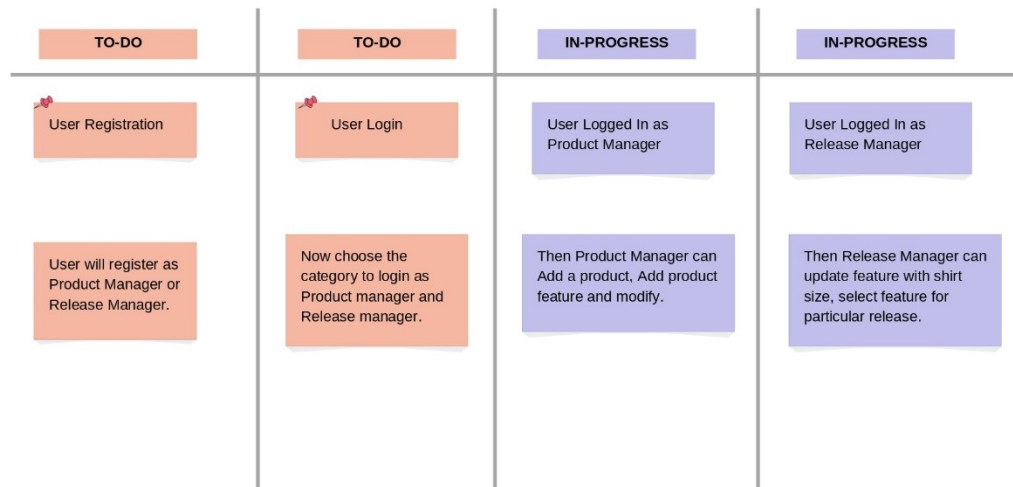 TO-DO
TO-DO
IN-PROGRESS
IN-PROGRESS
User Registration
User Login
User Logged In as
Product Manager
User Logged In as
Release Manager
User will register as
Product Manager or
Release Manager.
Now choose the
category to login as
Product manager and
Release manager.
Then Product Manager can
Add a product, Add product
feature and modify.
Then Release Manager can
update feature with shirt
size, select feature for
particular release.